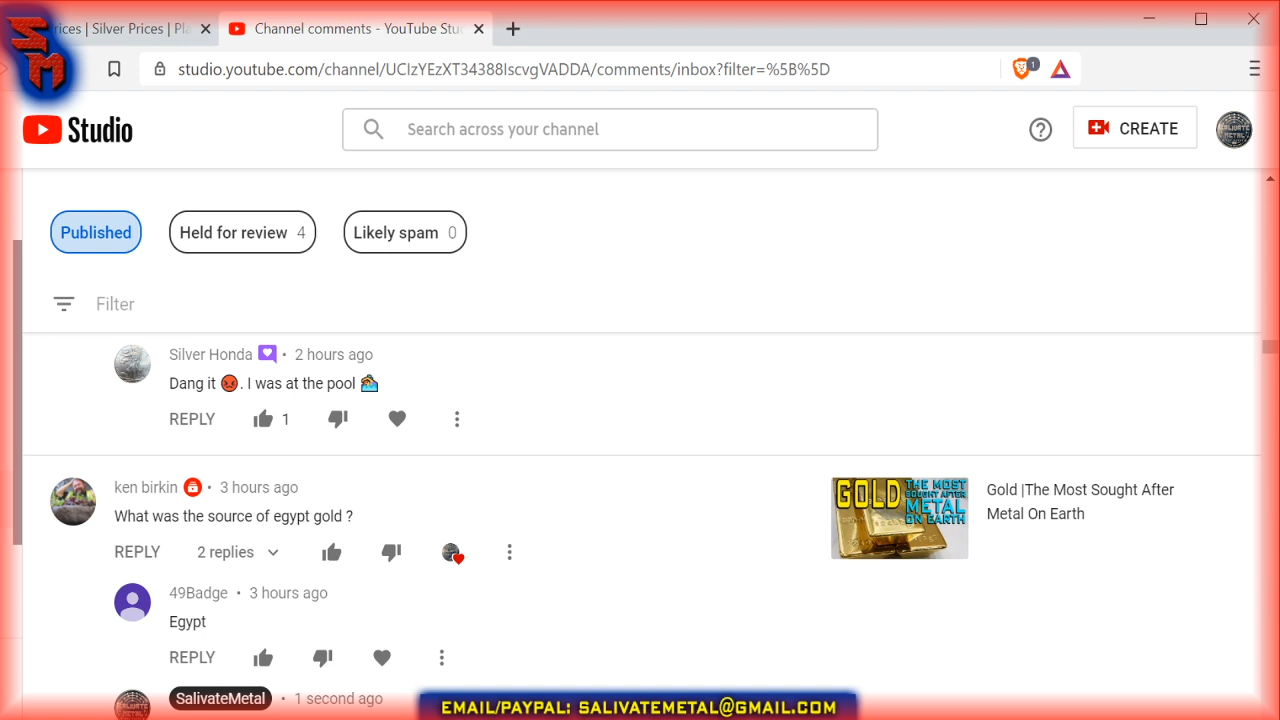 SM
rices | Silver Prices | Pla
Channel comments - YouTube Stu
studio.youtube.com/channel/UCIzYEzXT34388IscvgVADDA/comments/inbox?filter=%5B%5D
1
Studio
Search across your channel
CREATE
Published
Held for review 4
Likely spam 0
Filter
Silver Honda • 2 hours ago
Dang it 😡. I was at the pool 🏊
REPLY 1
ken birkin • 3 hours ago
What was the source of egypt gold ?
REPLY 2 replies
GOLD THE MOST SOUGHT AFTER METAL ON EARTH
Gold |The Most Sought After
Metal On Earth
49Badge • 3 hours ago
Egypt
REPLY
SalivateMetal • 1 second ago
EMAIL/PAYPAL: SALIVATEMETAL@GMAIL.COM